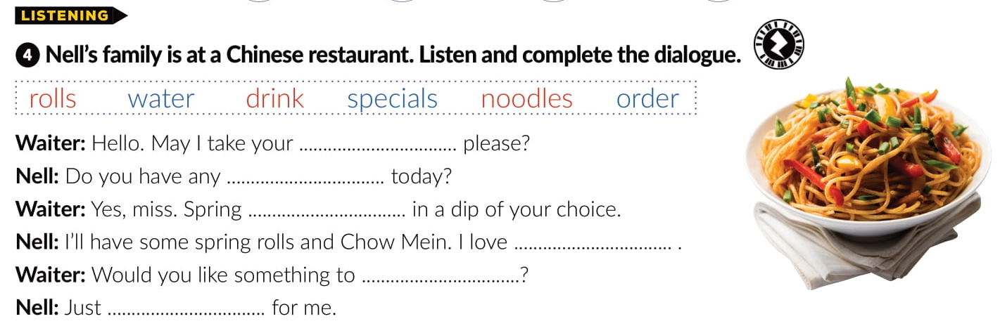 LISTENING
4 Nell's family is at a Chinese restaurant. Listen and complete the dialogue.
rolls water drink specials noodles order
Waiter: Hello. May I take your ................................. please?
Nell: Do you have any ................................. today?
Waiter: Yes, miss. Spring ................................. in a dip of your choice.
Nell: I'll have some spring rolls and Chow Mein. I love ................................. .
Waiter: Would you like something to .................................?
Nell: Just ................................. for me.